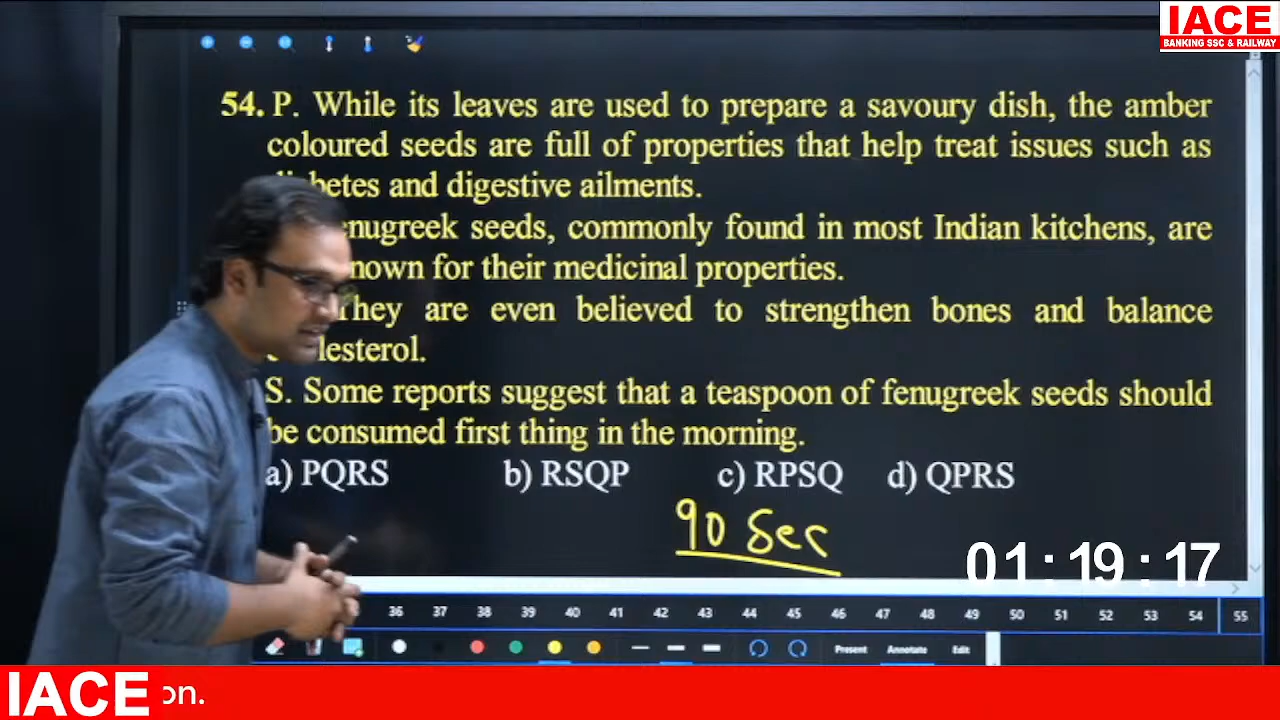 IACE
BANKING SSC & RAILWAY
54. P. While its leaves are used to prepare a savoury dish, the amber
coloured seeds are full of properties that help treat issues such as
and digestive ailments.
seeds, commonly found in most Indian kitchens, are
for their medicinal properties.
They are even believed to strengthen bones and balance
S. Some reports suggest that a teaspoon of fenugreek seeds should
be consumed first thing in the morning.
a) PQRS b) RSQP c) RPSQ d) QPRS
90 Sec
01:19:17
36 37 38 39 40 41 42 43 44 45 46 47 48 49 50 51 52 53 54 55
Present Annotate Edit
IACE on.